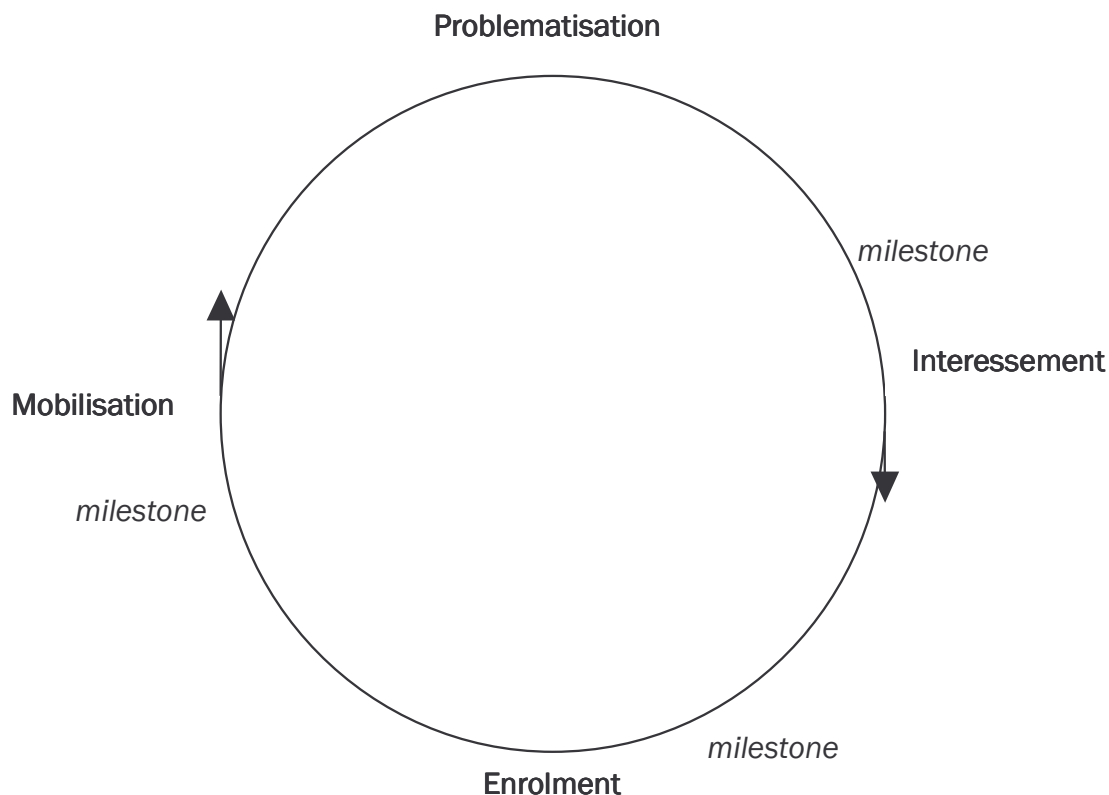 Problematisation
milestone
Interessement
Mobilisation
milestone
milestone
Enrolment